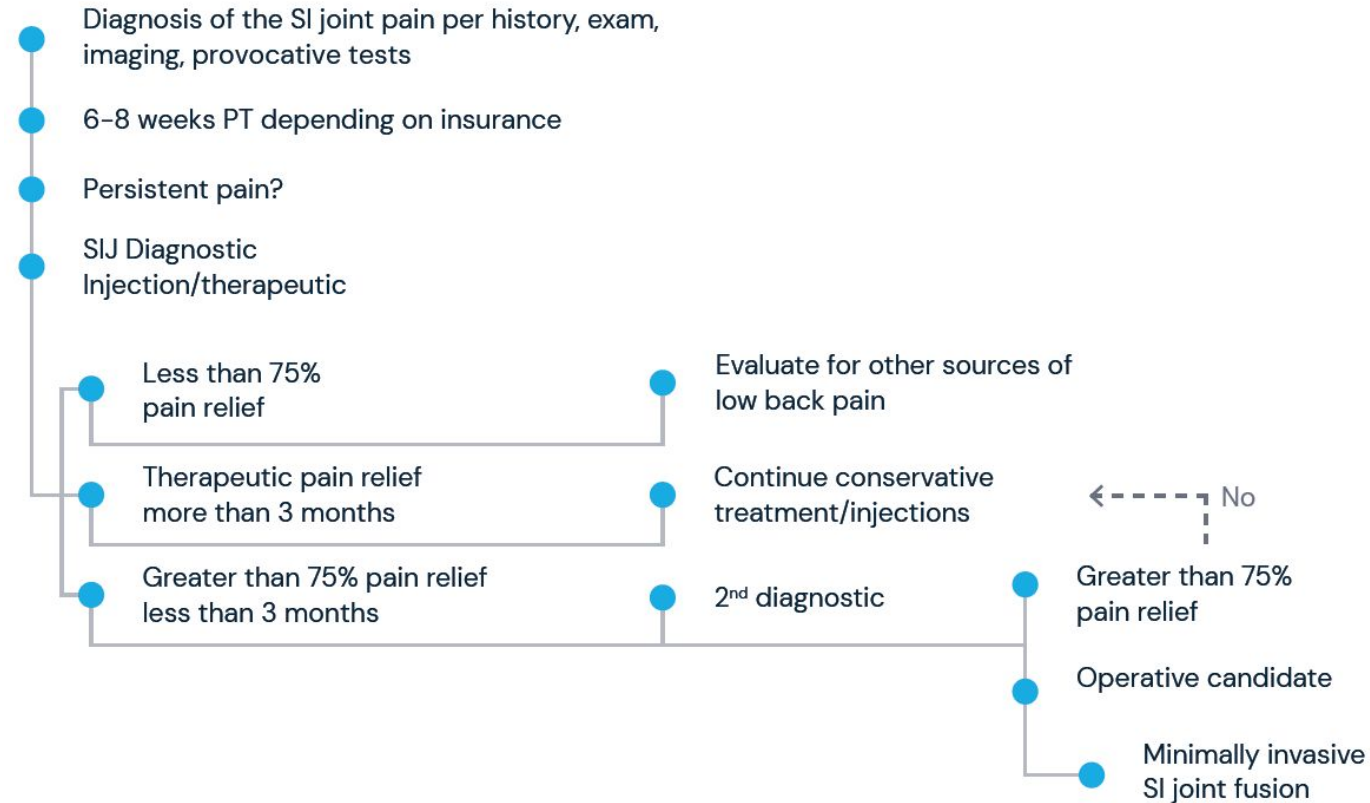 Diagnosis of the SI joint pain per history, exam,
imaging, provocative tests
6-8 weeks PT depending on insurance
Persistent pain?
SIJ Diagnostic
Injection/therapeutic
Less than 75%
pain relief
Evaluate for other sources of
low back pain
Therapeutic pain relief
more than 3 months
Continue conservative
treatment/injections
No
Greater than 75% pain relief
less than 3 months
2nd diagnostic
Greater than 75%
pain relief
Operative candidate
Minimally invasive
SI joint fusion